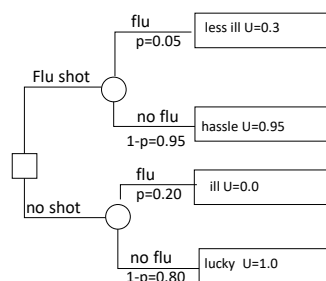 flu
p=0.05
less ill U=0.3
Flu shot
no flu
1-p=0.95
hassle U=0.95
flu
p=0.20
ill U=0.0
no shot
no flu
1-p=0.80
lucky U=1.0